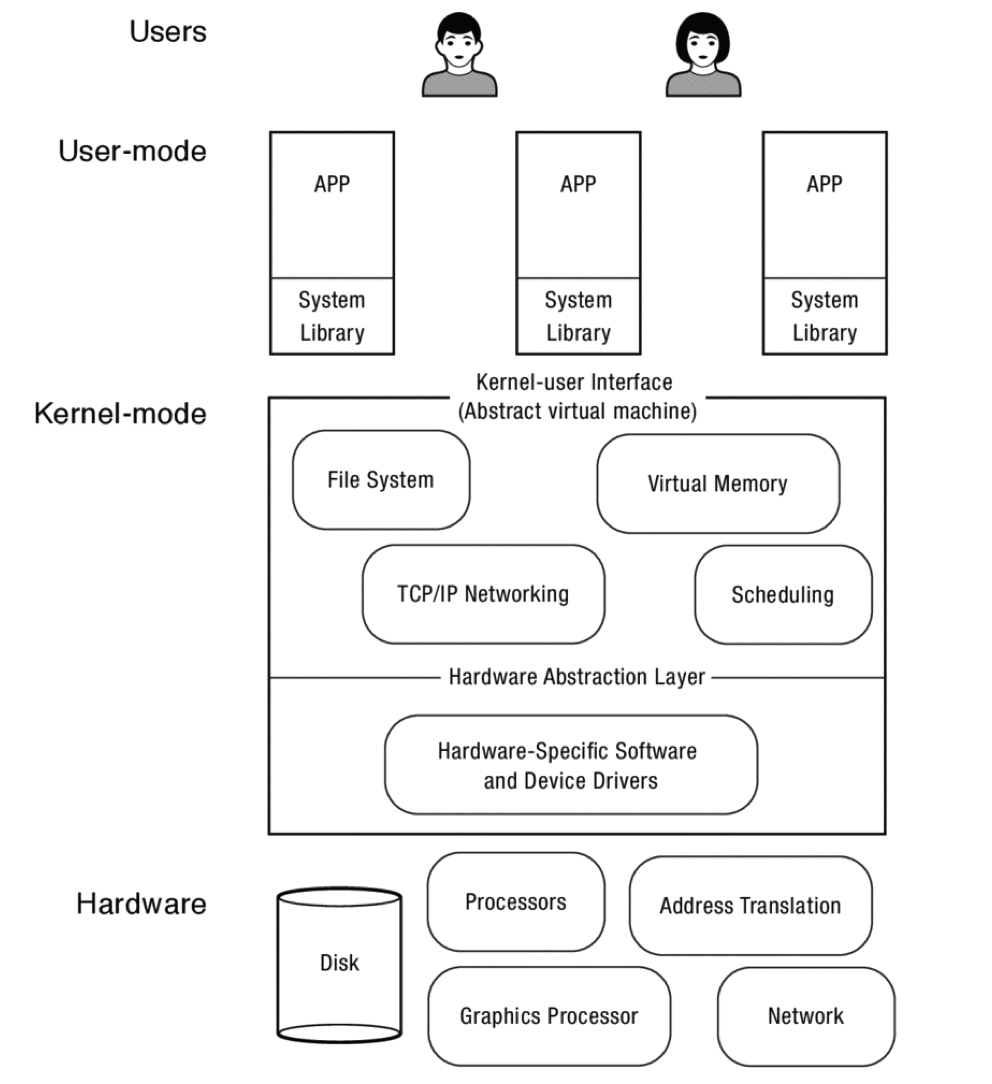 Users
User-mode
APP
APP
APP
System
Library
System
Library
System
Library
Kernel-mode
Kernel-user Interface
(Abstract virtual machine)
File System
Virtual Memory
TCP/IP Networking
Scheduling
Hardware Abstraction Layer
Hardware-Specific Software
and Device Drivers
Hardware
Disk
Processors
Address Translation
Graphics Processor
Network